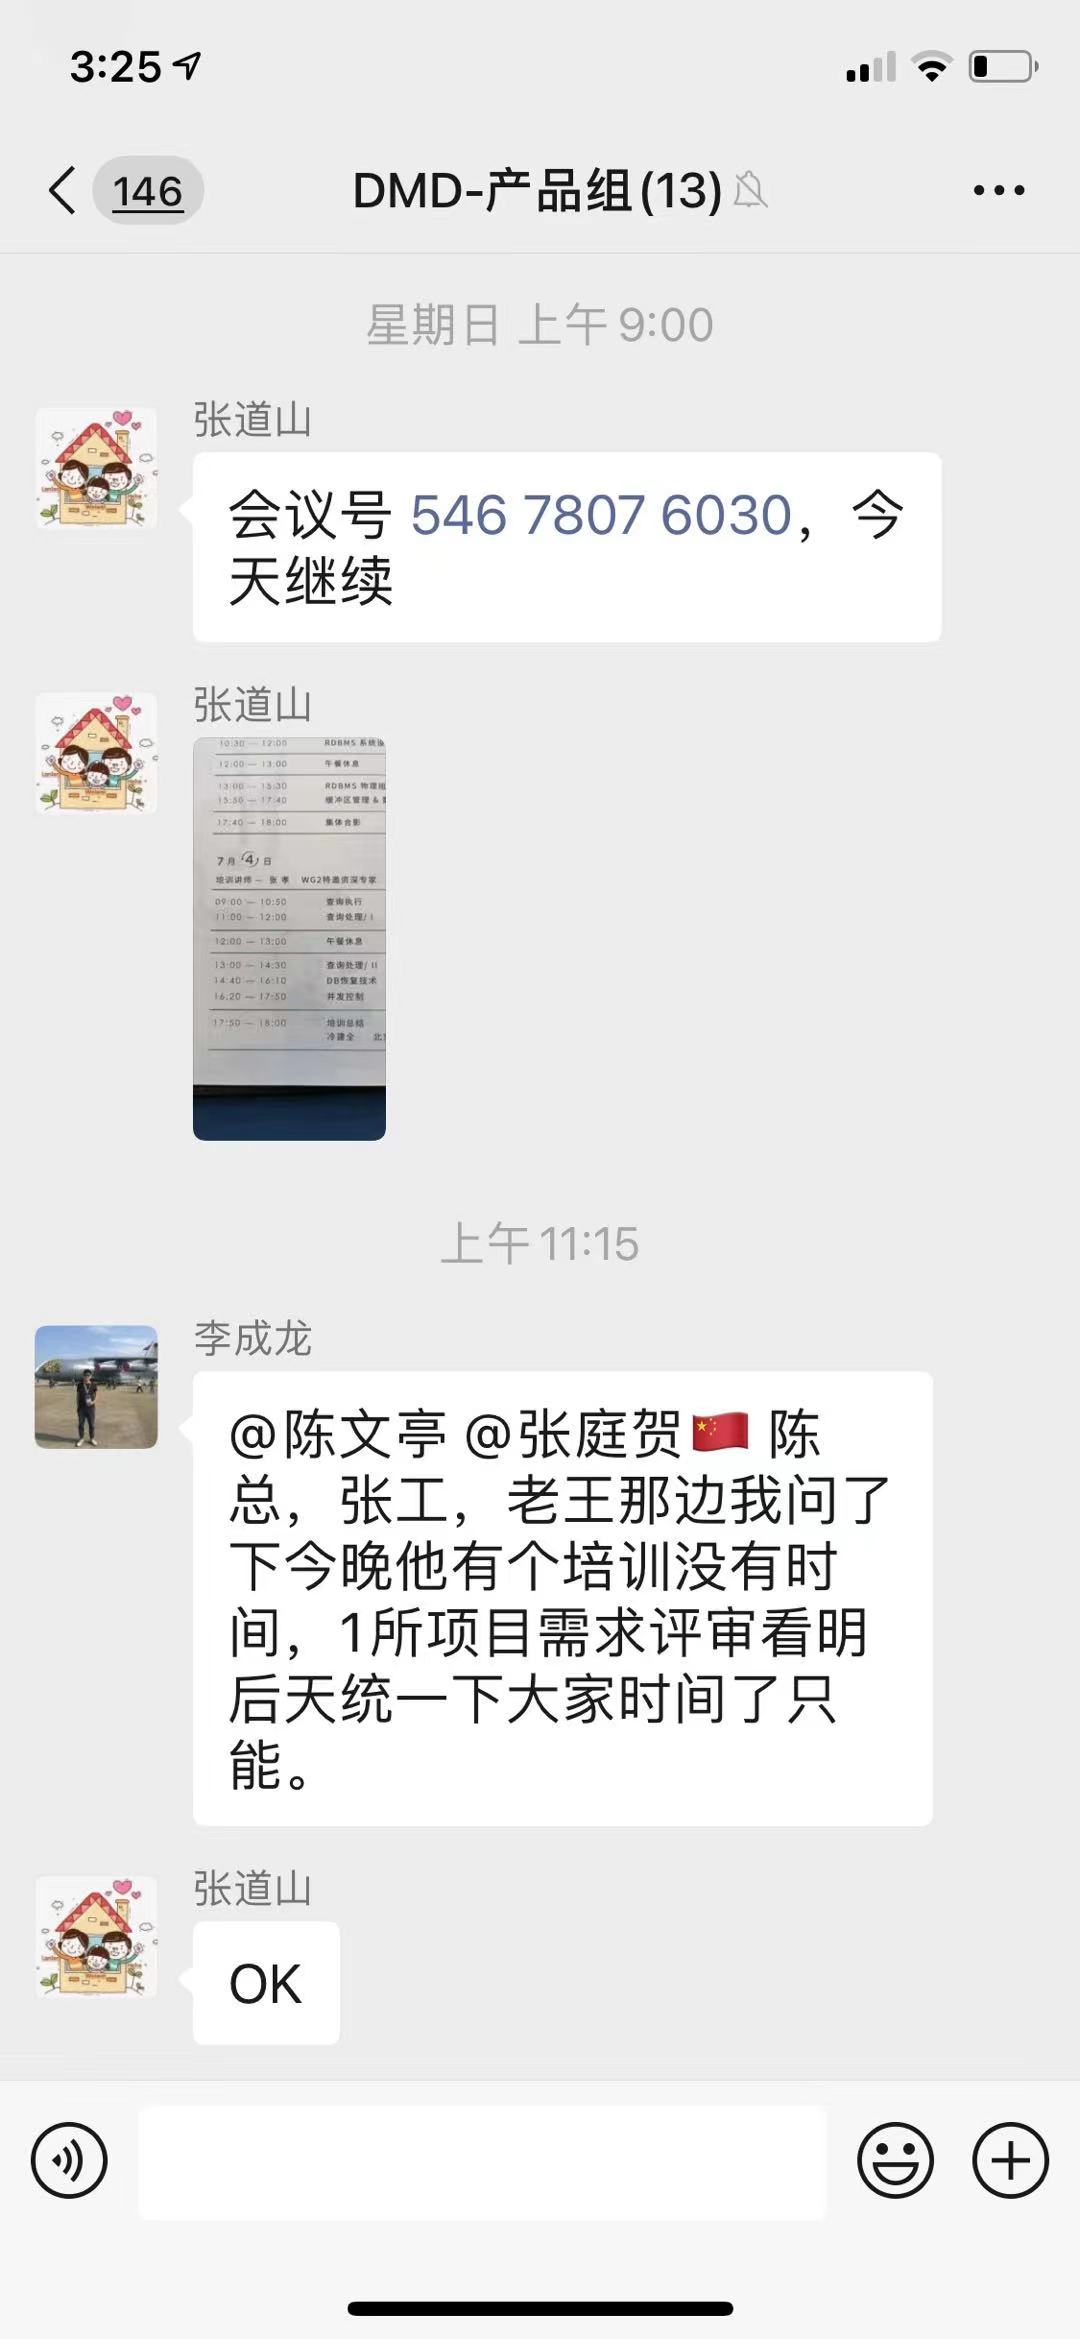 3:25
146
DMD-产品组(13)
星期日 上午 9:00
张道山
会议号 546 7807 6030，今
天继续
张道山
10:30 — 12:00 RDBMS 系统
12:00 — 13:00 午餐休息
13:00 — 15:30 RDBMS 物理
15:50 — 17:40 缓冲区管理 &
17:40 — 18:00 集体合影
7月4日
培训讲师 — 张 孝 WG2特邀资深专家
09:00 — 10:50 查询执行
11:00 — 12:00 查询处理/ I
12:00 — 13:00 午餐休息
13:00 — 14:30 查询处理/ II
14:40 — 16:10 DB恢复技术
16:20 — 17:50 并发控制
17:50 — 18:00 培训总结
冷建全 北
上午 11:15
李成龙
@陈文亭 @张庭贺🇨🇳 陈
总，张工，老王那边我问了
下今晚他有个培训没有时
间，1所项目需求评审看明
后天统一下大家时间了只
能。
张道山
OK